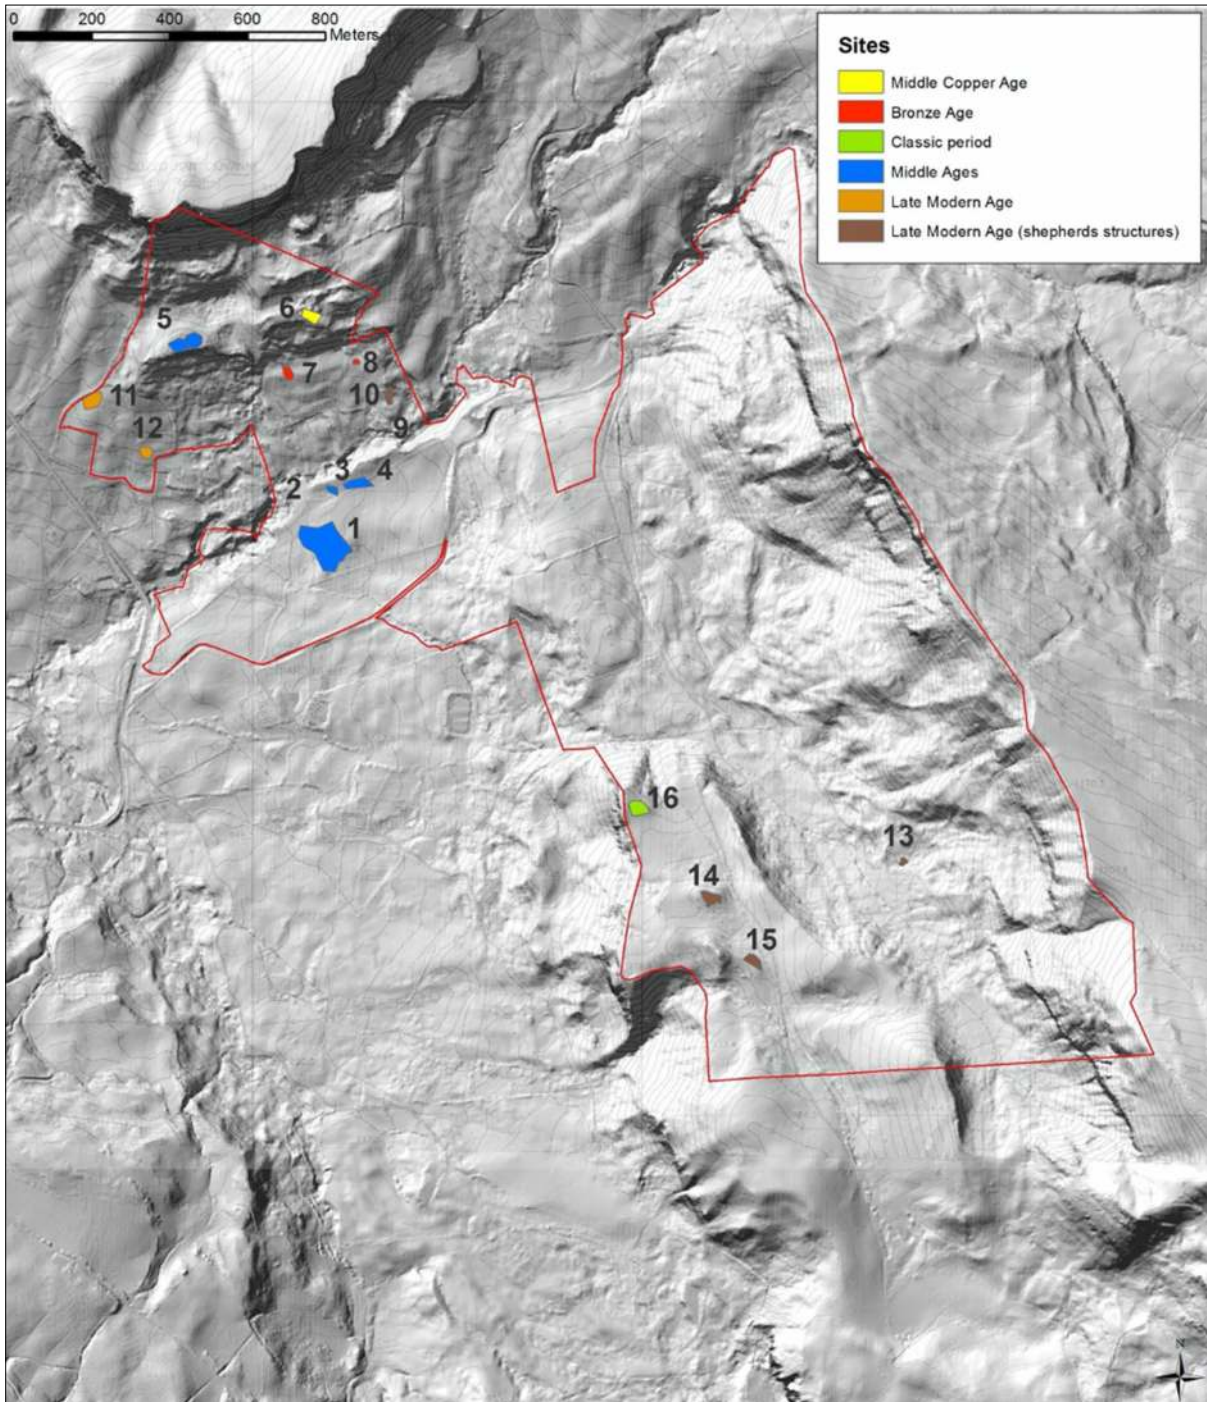 0 200 400 600 800
Meters
Sites
Middle Copper Age
Bronze Age
Classic period
Middle Ages
Late Modern Age
Late Modern Age (shepherds structures)
6
5
7
8
11
10
12
9
2
3
4
1
16
13
14
15
N